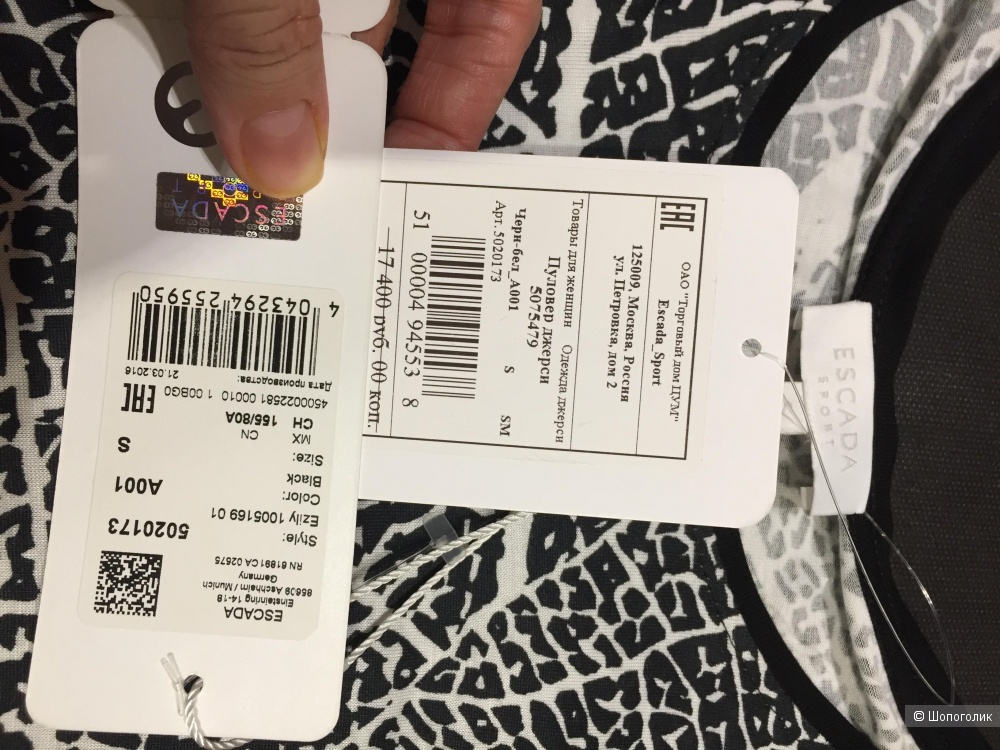 ESCADA
Einsteinring 14-18
85609 Aschheim / Munich
Germany
RN 81891 CA 02575
Style: 5020173
Ezily 1005169 01
Color: A001
Black
Size: S
MX CN
CH 155/80A
4500022581 00010 1 00BG0
EAC
Дата производства:
21.03.2016
4 043294 255950
ESCADA
SPORT
EAC
ОАО "Торговый дом ЦУМ"
Escada_Sport
125009, Москва, Россия
ул. Петровка, дом 2
Товары для женщин Одежда джерси
Пуловер джерси
5075479
Черн-бел_A001 S SM
Арт. 5020173
51 00004 94553 8
17 400 руб. 00 коп.
ESCADA
SPORT
© Шопоголик